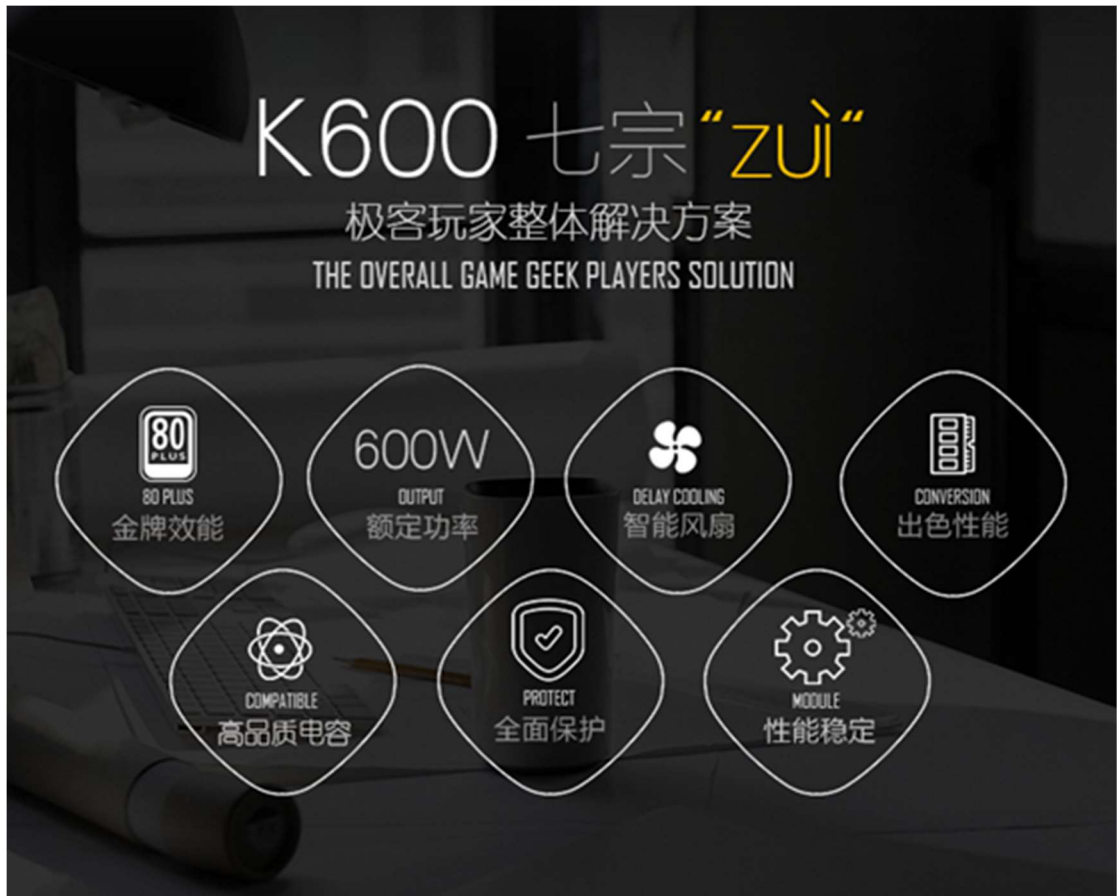 K600 七宗“zuì“
极客玩家整体解决方案
THE OVERALL GAME GEEK PLAYERS SOLUTION
80
PLUS
80 PLUS
金牌效能
600W
OUTPUT
额定功率
DELAY COOLING
智能风扇
CONVERSION
出色性能
COMPATIBLE
高品质电容
PROTECT
全面保护
MODULE
性能稳定